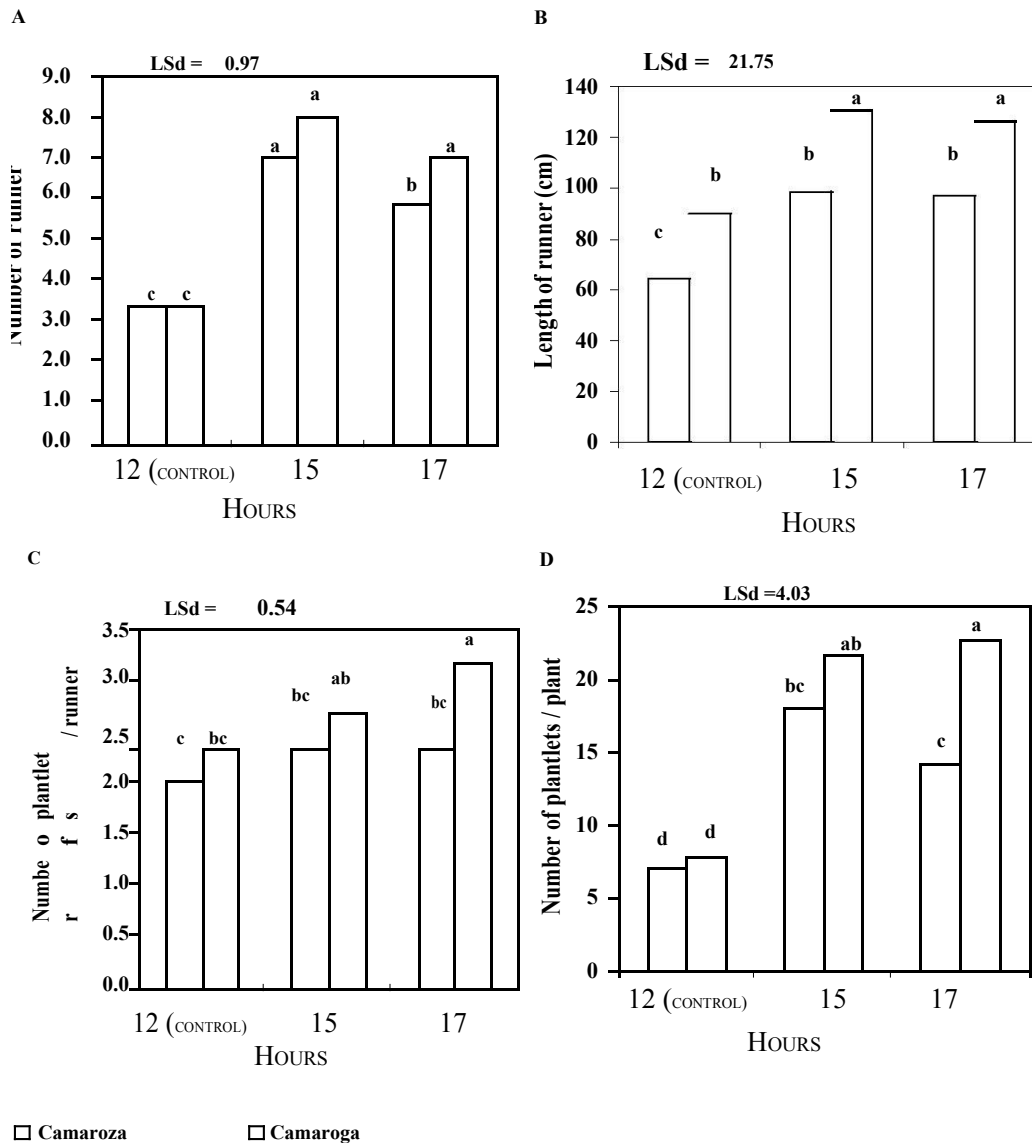 A
LSd = 0.97
Number of runner
9.0
8.0
7.0
6.0
5.0
4.0
3.0
2.0
1.0
0.0
a
a
a
b
c c
12 (CONTROL) 15 17
HOURS
B
LSd = 21.75
Length of runner (cm)
140
120
100
80
60
40
20
0
a a
b b
b
c
12 (CONTROL) 15 17
HOURS
C
LSd = 0.54
Numbe o plantlet / runner
r f s
3.5
3.0
2.5
2.0
1.5
1.0
0.5
0.0
a
ab
bc bc
c bc
12 (CONTROL) 15 17
HOURS
D
LSd =4.03
Number of plantlets / plant
25
20
15
10
5
0
a
ab
bc
c
d d
12 (CONTROL) 15 17
HOURS
Camaroza Camaroga